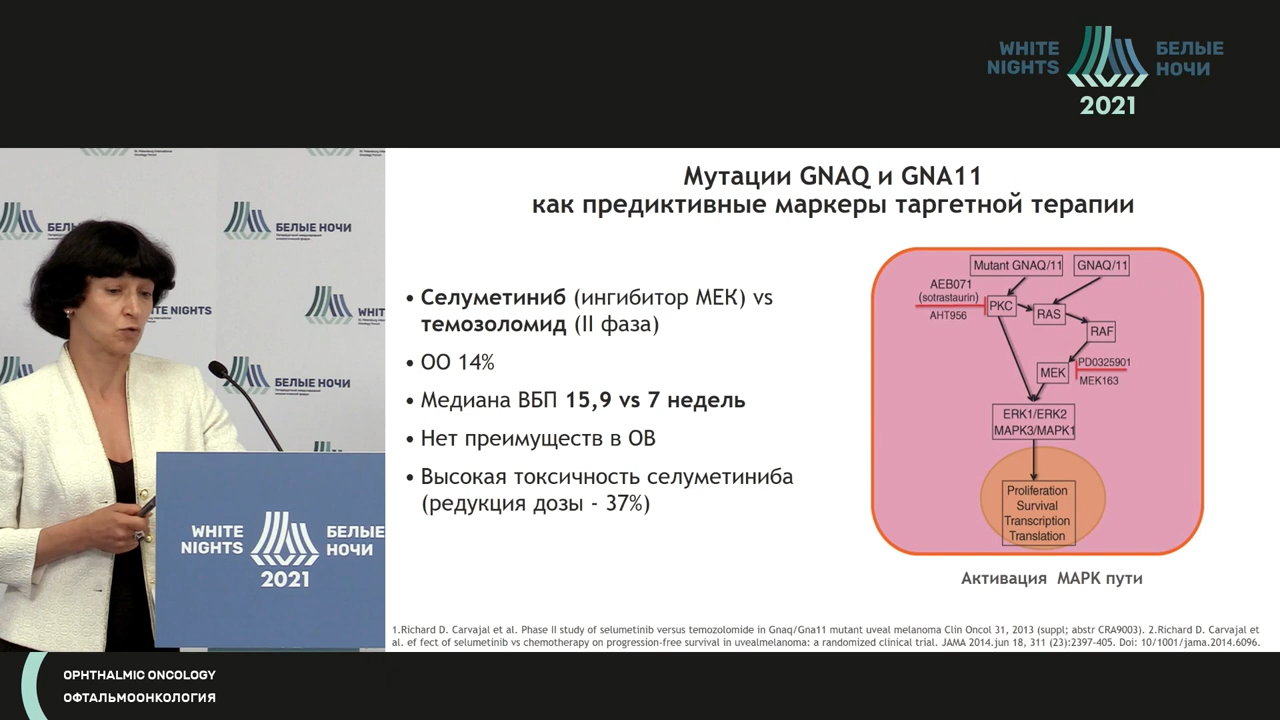 WHITE
NIGHTS
БЕЛЫЕ
НОЧИ
2021
БЕЛЫЕ НОЧИ
WHITE NIGHTS
БЕЛЫЕ НОЧИ
WHITE
NIGHTS
БЕЛЫЕ
НОЧИ
2021
Мутации GNAQ и GNA11
как предиктивные маркеры таргетной терапии
• Селуметиниб (ингибитор МЕК) vs
темозоломид (II фаза)
• ОО 14%
• Медиана ВБП 15,9 vs 7 недель
• Нет преимуществ в ОВ
• Высокая токсичность селуметиниба
(редукция дозы - 37%)
Mutant GNAQ/11
GNAQ/11
AEB071
(sotrastaurin)
AHT956
PKC
RAS
RAF
PD0325901
MEK
MEK163
ERK1/ERK2
MAPK3/MAPK1
Proliferation
Survival
Transcription
Translation
Активация MAPK пути
1.Richard D. Carvajal et al. Phase II study of selumetinib versus temozolomide in Gnaq/Gna11 mutant uveal melanoma Clin Oncol 31, 2013 (suppl; abstr CRA9003). 2.Richard D. Carvajal et
al. ef fect of selumetinib vs chemotherapy on progression-free survival in uvealmelanoma: a randomized clinical trial. JAMA 2014.jun 18, 311 (23):2397-405. Doi: 10/1001/jama.2014.6096.
OPHTHALMIC ONCOLOGY
ОФТАЛЬМООНКОЛОГИЯ